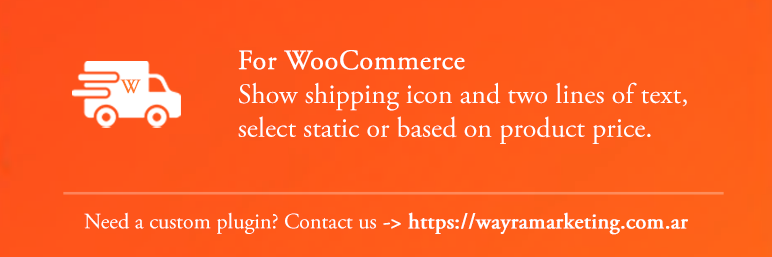 W
For WooCommerce
Show shipping icon and two lines of text,
select static or based on product price.
Need a custom plugin? Contact us -> https://wayramarketing.com.ar